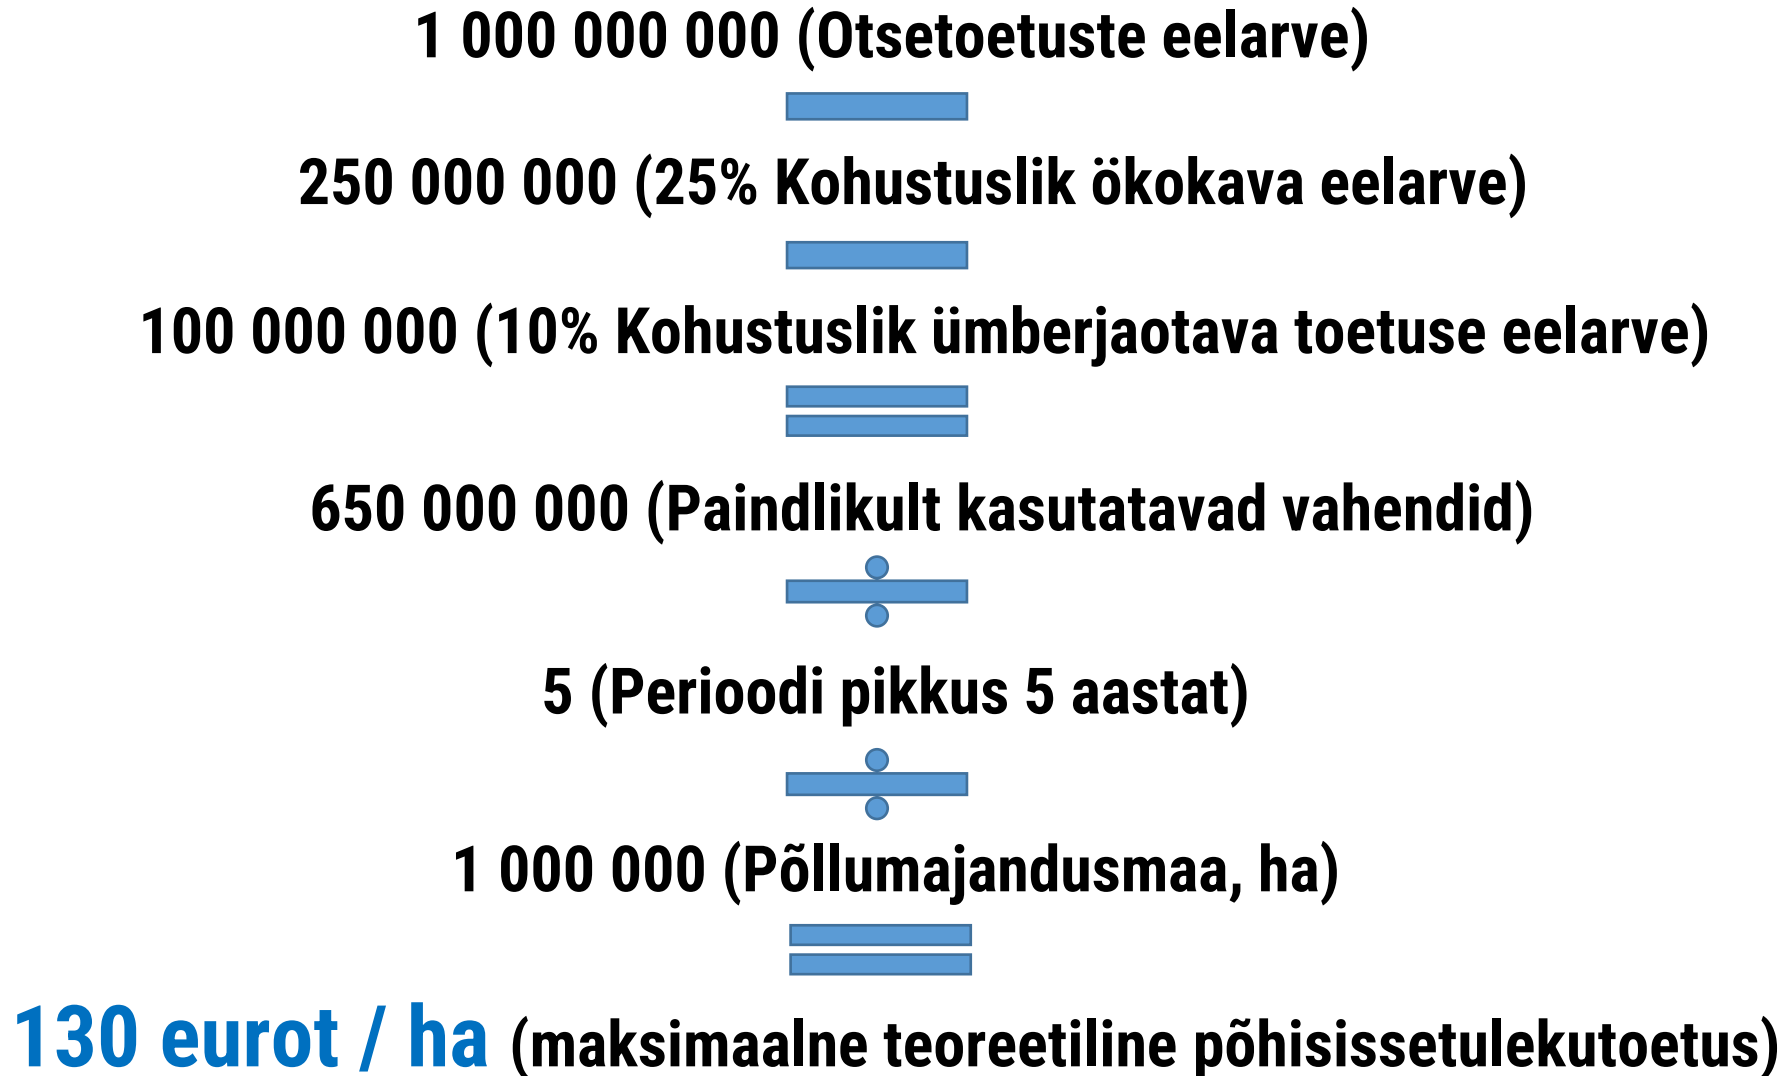 1 000 000 000 (Otsetoetuste eelarve)
250 000 000 (25% Kohustuslik ökokava eelarve)
100 000 000 (10% Kohustuslik ümberjaotava toetuse eelarve)
650 000 000 (Paindlikult kasutatavad vahendid)
5 (Perioodi pikkus 5 aastat)
1 000 000 (Põllumajandusmaa, ha)
130 eurot / ha (maksimaalne teoreetiline põhisissetulekutoetus)